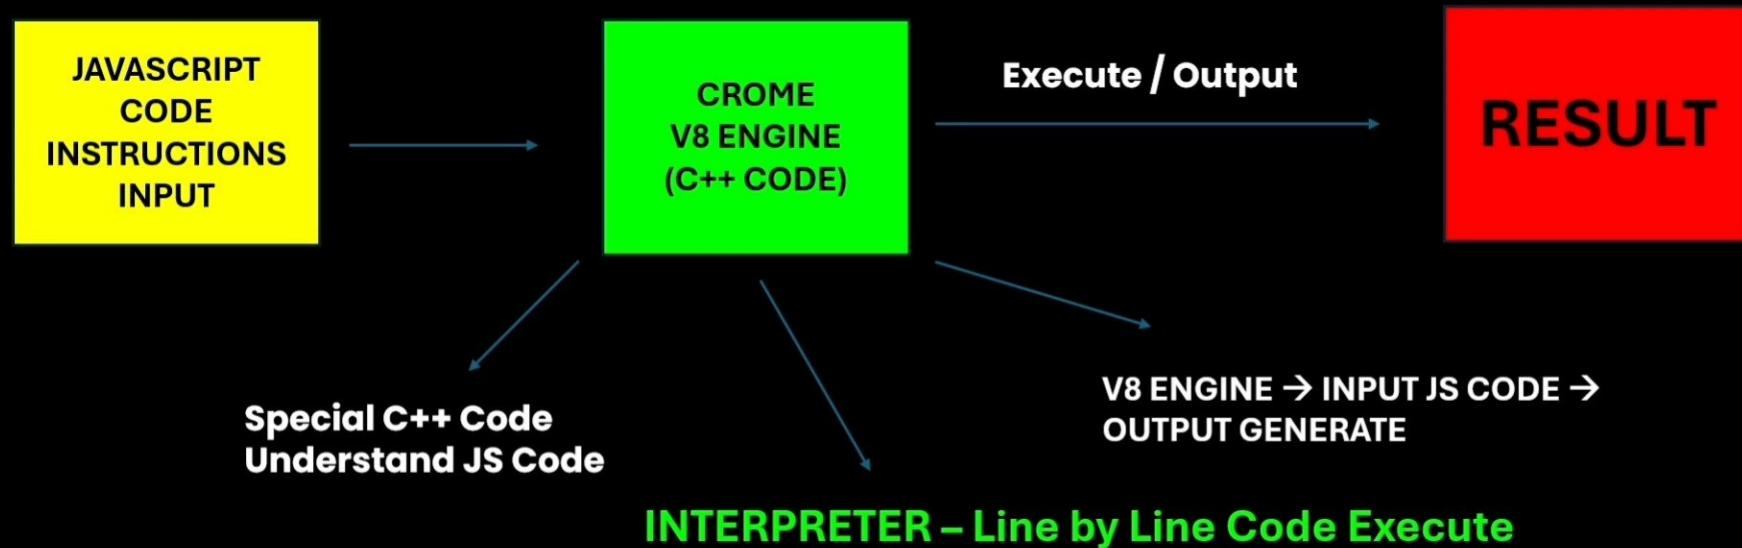 JAVASCRIPT
CODE
INSTRUCTIONS
INPUT
CROME
V8 ENGINE
(C++ CODE)
Execute / Output
RESULT
Special C++ Code
Understand JS Code
V8 ENGINE → INPUT JS CODE →
OUTPUT GENERATE
INTERPRETER – Line by Line Code Execute